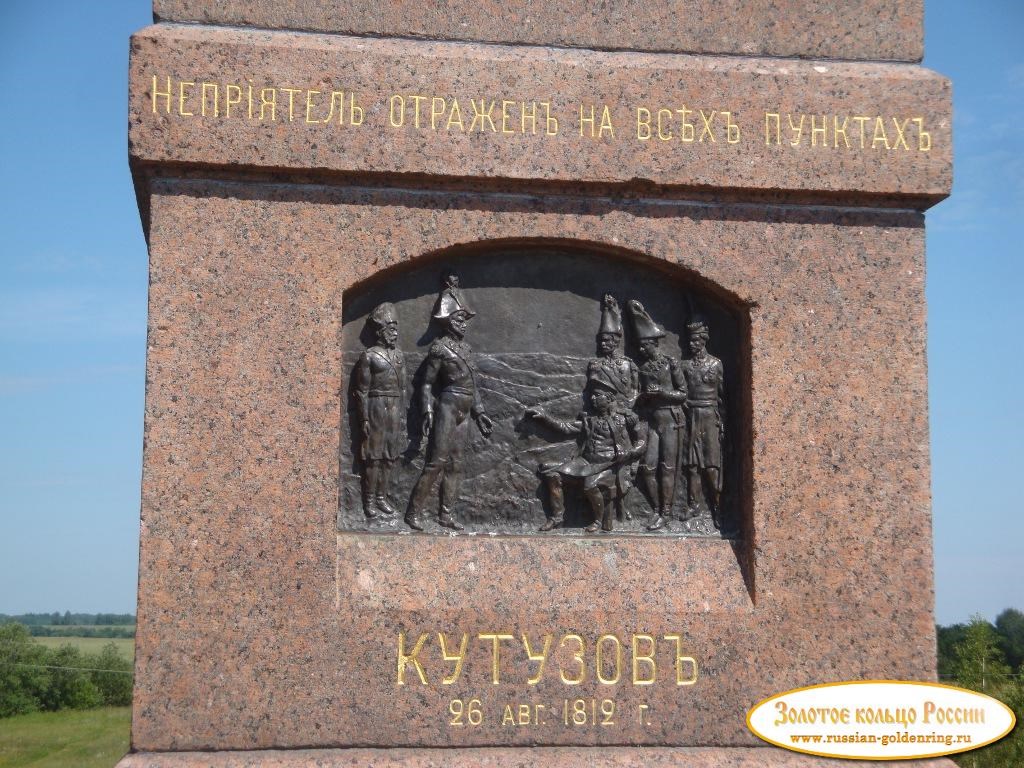 Непріятель отраженъ на всѣхъ пунктахъ
Кутузовъ
26 авг. 1812 г.
Золотое кольцо России
www.russian-goldenring.ru